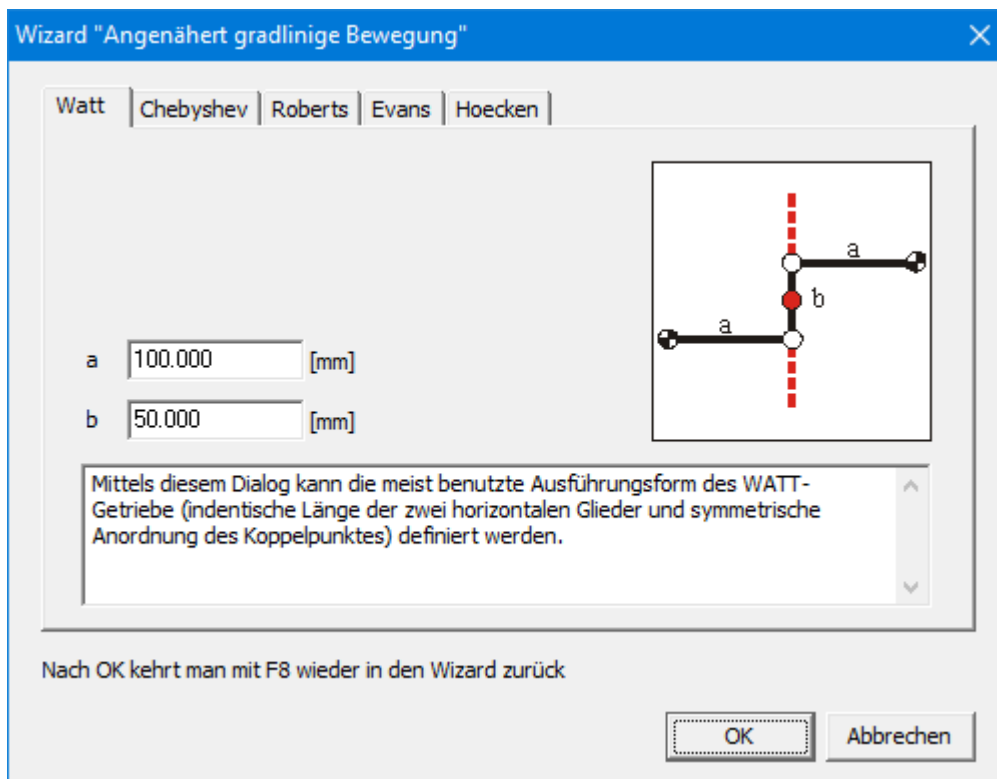 Wizard "Angenähert gradlinige Bewegung"
Watt Chebyshev Roberts Evans Hoecken
a
b
a
a 100.000 [mm]
b 50.000 [mm]
Mittels diesem Dialog kann die meist benutzte Ausführungsform des WATT-
Getriebe (indentische Länge der zwei horizontalen Glieder und symmetrische
Anordnung des Koppelpunktes) definiert werden.
Nach OK kehrt man mit F8 wieder in den Wizard zurück
OK Abbrechen